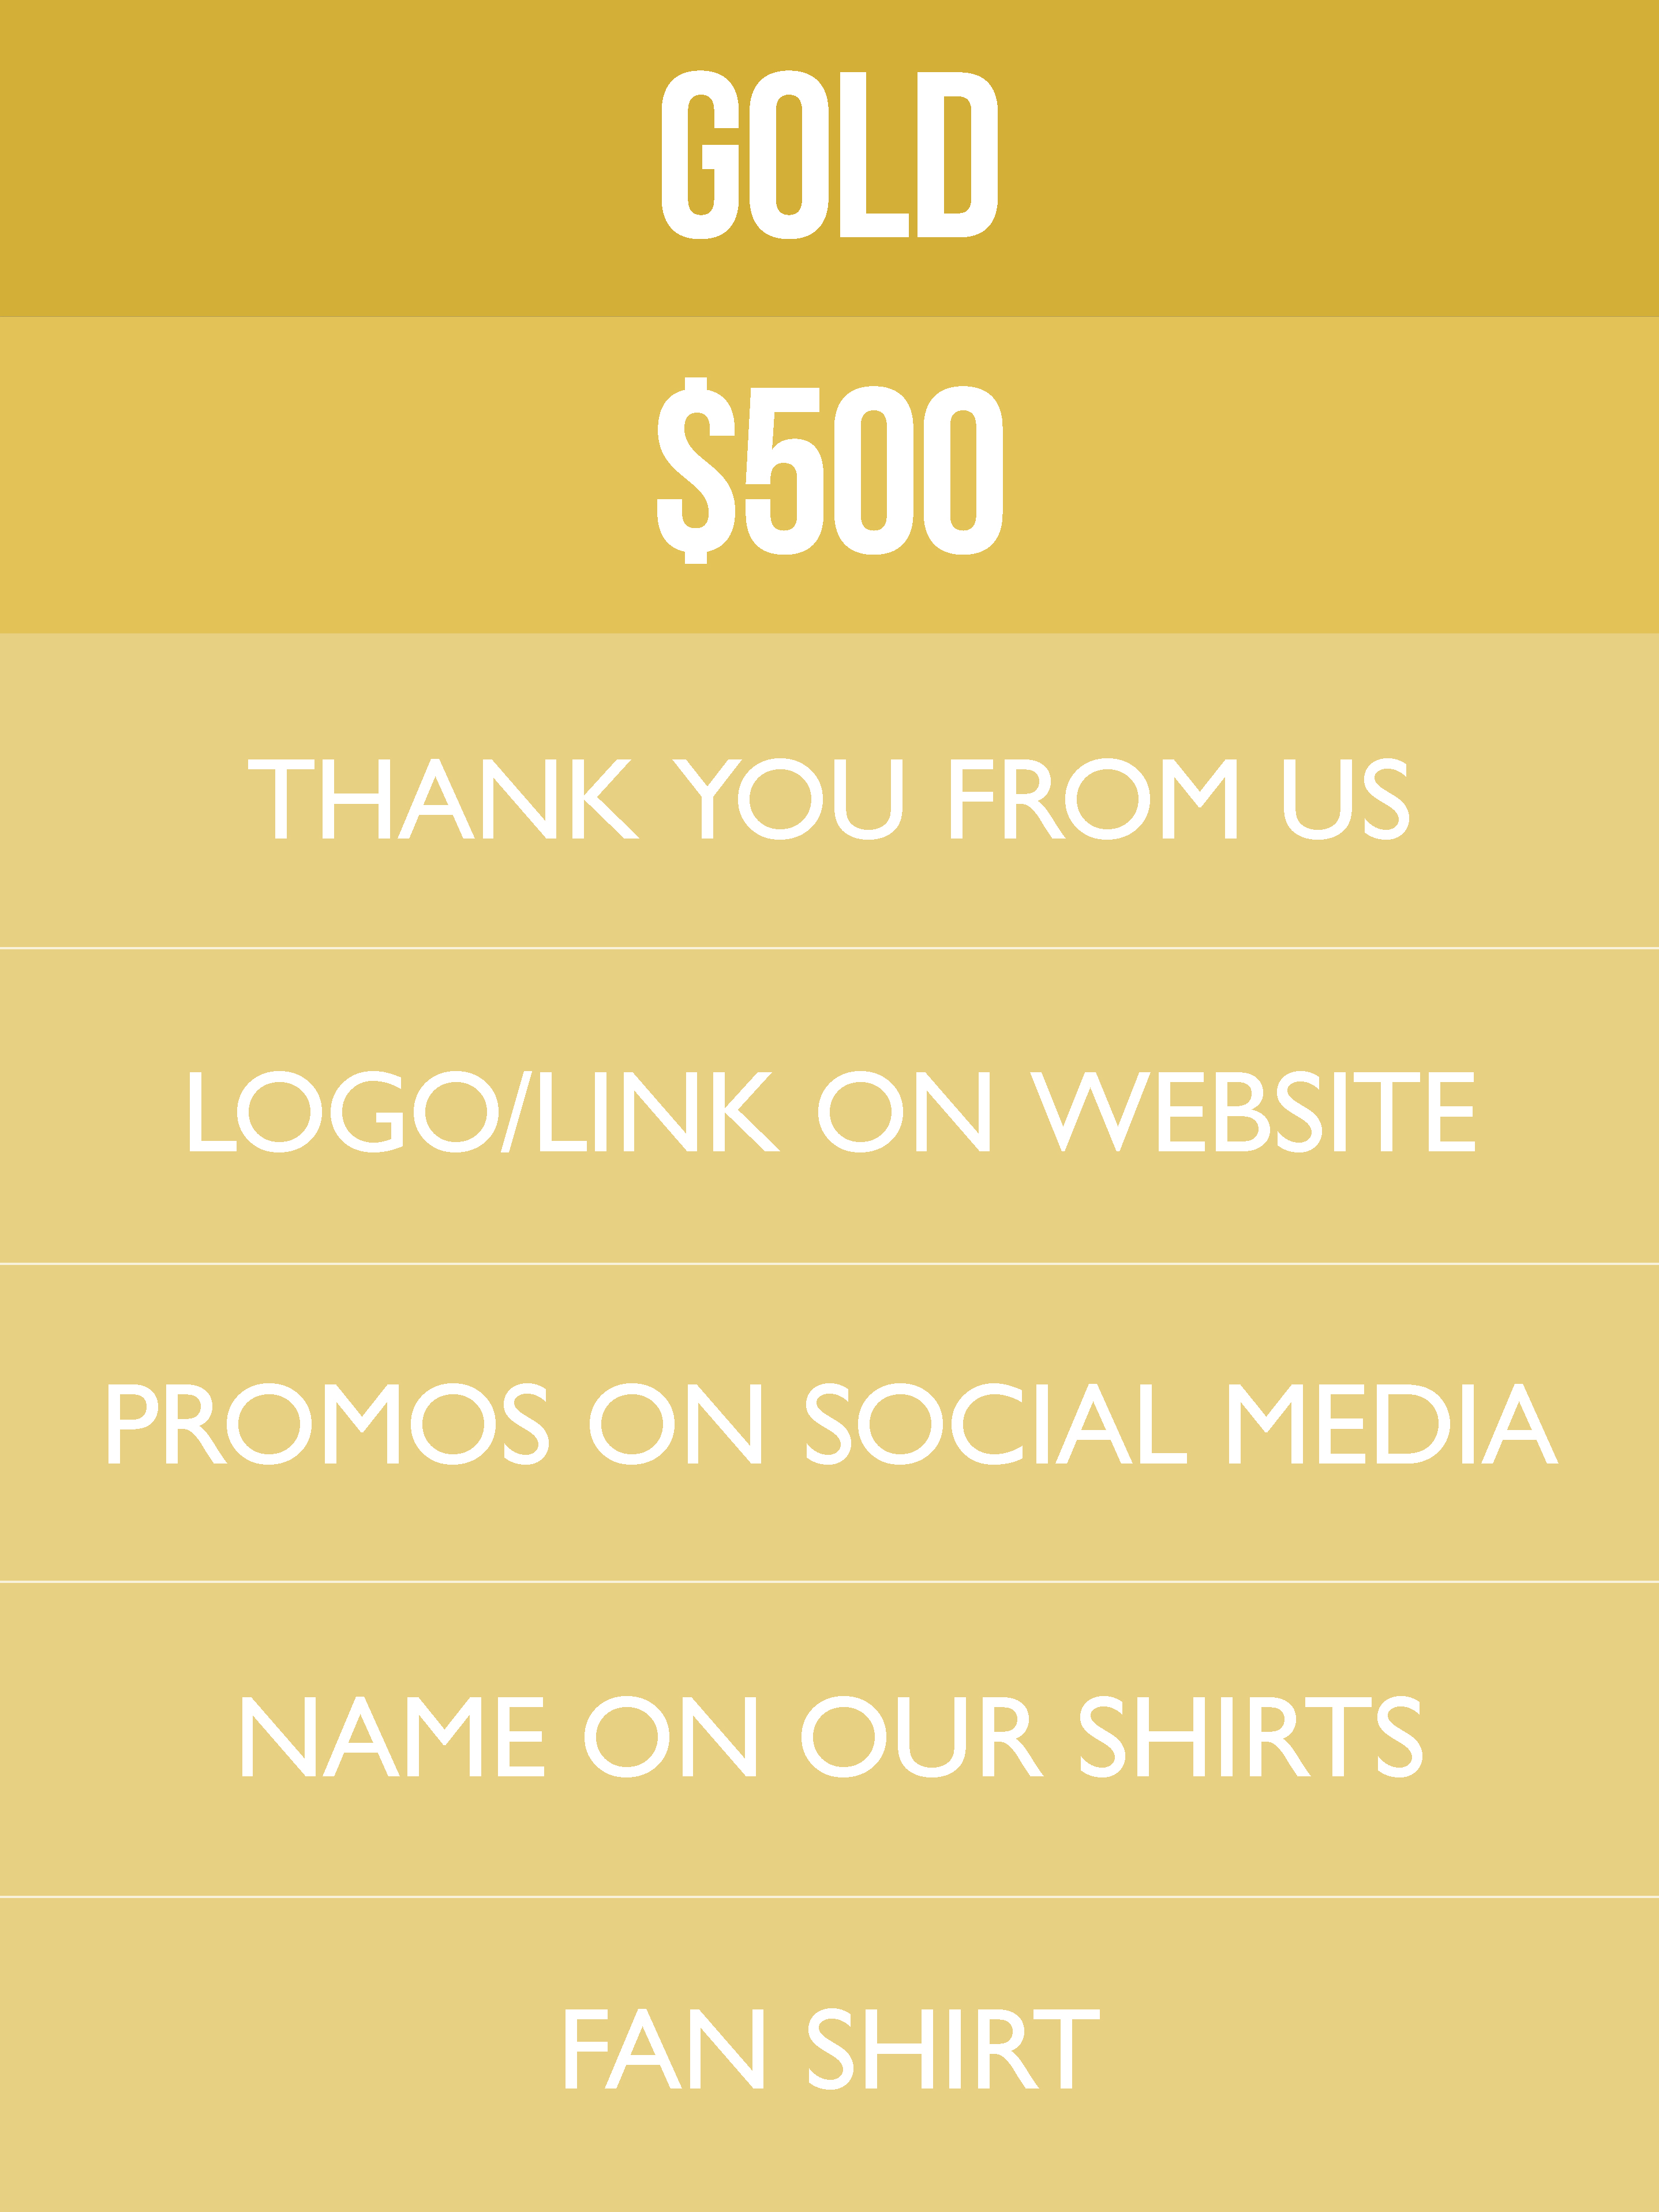 GOLD
$500
THANK YOU FROM US
LOGO/LINK ON WEBSITE
PROMOS ON SOCIAL MEDIA
NAME ON OUR SHIRTS
FAN SHIRT